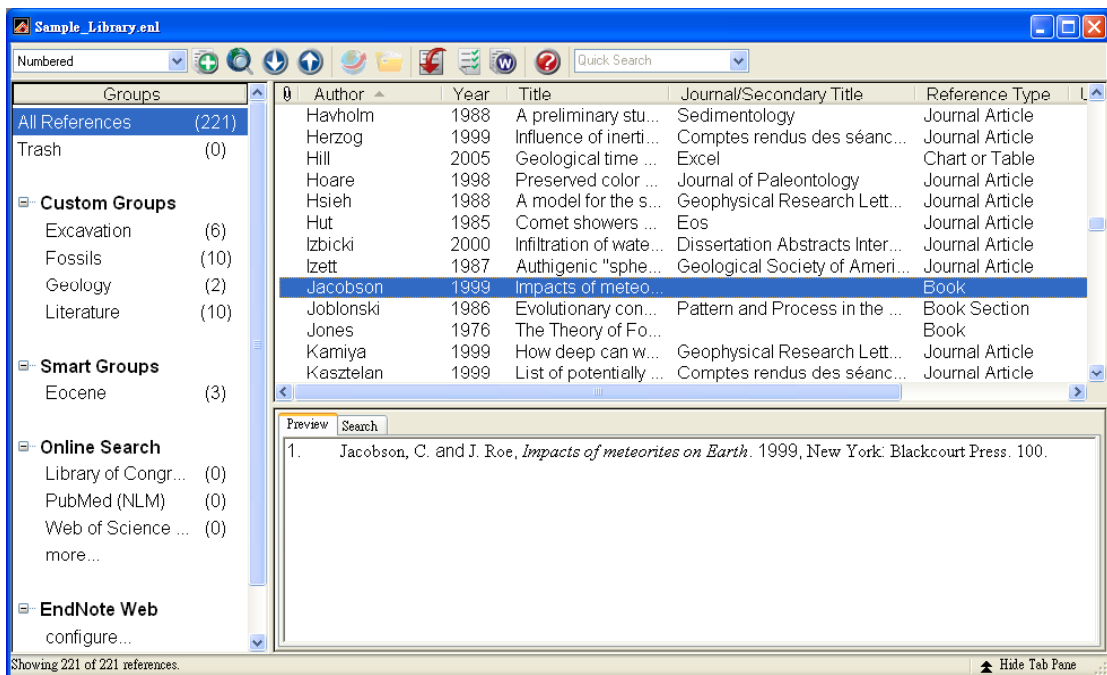 Sample_Library.enl
Numbered Quick Search
Groups
All References (221)
Trash (0)
Custom Groups
Excavation (6)
Fossils (10)
Geology (2)
Literature (10)
Smart Groups
Eocene (3)
Online Search
Library of Congr... (0)
PubMed (NLM) (0)
Web of Science ... (0)
more...
EndNote Web
configure...
Author Year Title Journal/Secondary Title Reference Type L
Havholm 1988 A preliminary stu... Sedimentology Journal Article
Herzog 1999 Influence of inerti... Comptes rendus des séanc... Journal Article
Hill 2005 Geological time ... Excel Chart or Table
Hoare 1998 Preserved color ... Journal of Paleontology Journal Article
Hsieh 1988 A model for the s... Geophysical Research Lett... Journal Article
Hut 1985 Comet showers ... Eos Journal Article
Izbicki 2000 Infiltration of wate... Dissertation Abstracts Inter... Journal Article
Izett 1987 Authigenic "sphe... Geological Society of Ameri... Journal Article
Jacobson 1999 Impacts of meteo... Book
Joblonski 1986 Evolutionary con... Pattern and Process in the ... Book Section
Jones 1976 The Theory of Fo... Book
Kamiya 1999 How deep can w... Geophysical Research Lett... Journal Article
Kasztelan 1999 List of potentially ... Comptes rendus des séanc... Journal Article
Preview Search
1. Jacobson, C. and J. Roe, Impacts of meteorites on Earth. 1999, New York: Blackcourt Press. 100.
Showing 221 of 221 references. Hide Tab Pane